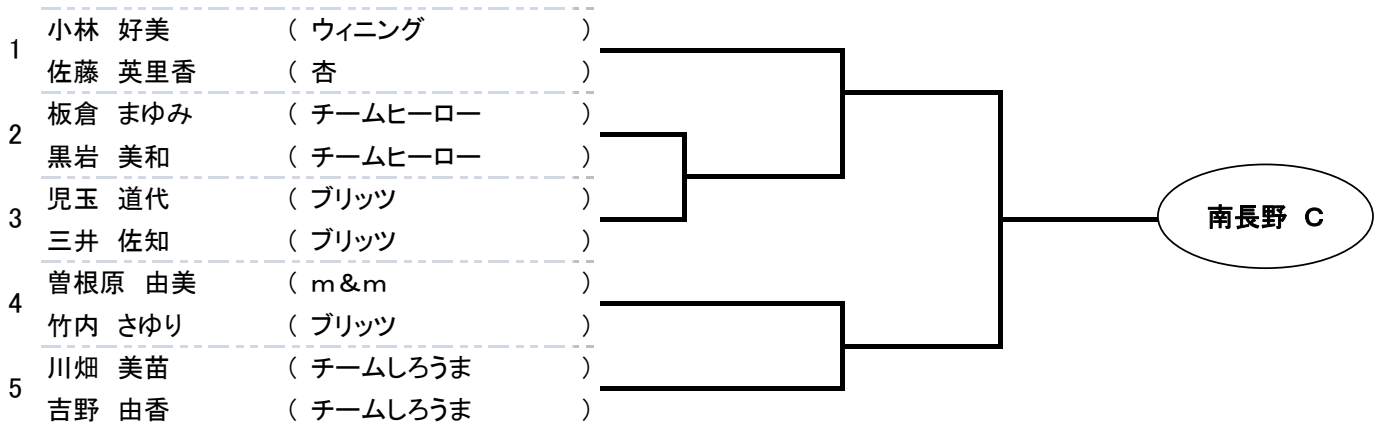 1
小林　好美 （ ウィニング ）
佐藤　英里香 （ 杏 ）
2
板倉　まゆみ （ チームヒーロー ）
黒岩　美和 （ チームヒーロー ）
3
児玉　道代 （ ブリッツ ）
三井　佐知 （ ブリッツ ）
4
曽根原　由美 （ ｍ＆ｍ ）
竹内　さゆり （ ブリッツ ）
5
川畑　美苗 （ チームしろうま ）
吉野　由香 （ チームしろうま ）
南長野　Ｃ